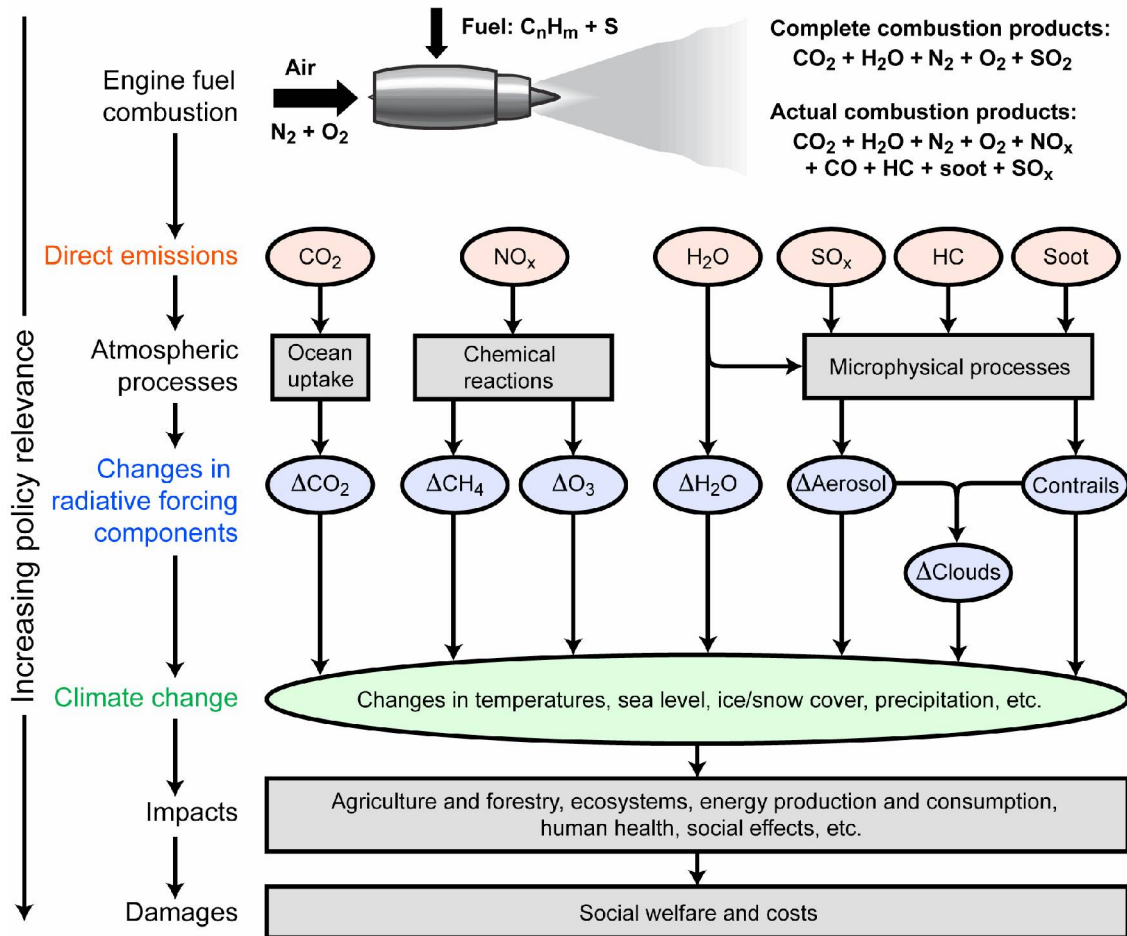 Increasing policy relevance
Fuel: CₙHₘ + S
Complete combustion products:
CO₂ + H₂O + N₂ + O₂ + SO₂
Engine fuel
combustion
Air
N₂ + O₂
Actual combustion products:
CO₂ + H₂O + N₂ + O₂ + NOₓ
+ CO + HC + soot + SOₓ
Direct emissions
CO₂
NOₓ
H₂O
SOₓ
HC
Soot
Atmospheric
processes
Ocean
uptake
Chemical
reactions
Microphysical processes
Changes in
radiative forcing
components
ΔCO₂
ΔCH₄
ΔO₃
ΔH₂O
ΔAerosol
Contrails
ΔClouds
Climate change
Changes in temperatures, sea level, ice/snow cover, precipitation, etc.
Impacts
Agriculture and forestry, ecosystems, energy production and consumption,
human health, social effects, etc.
Damages
Social welfare and costs